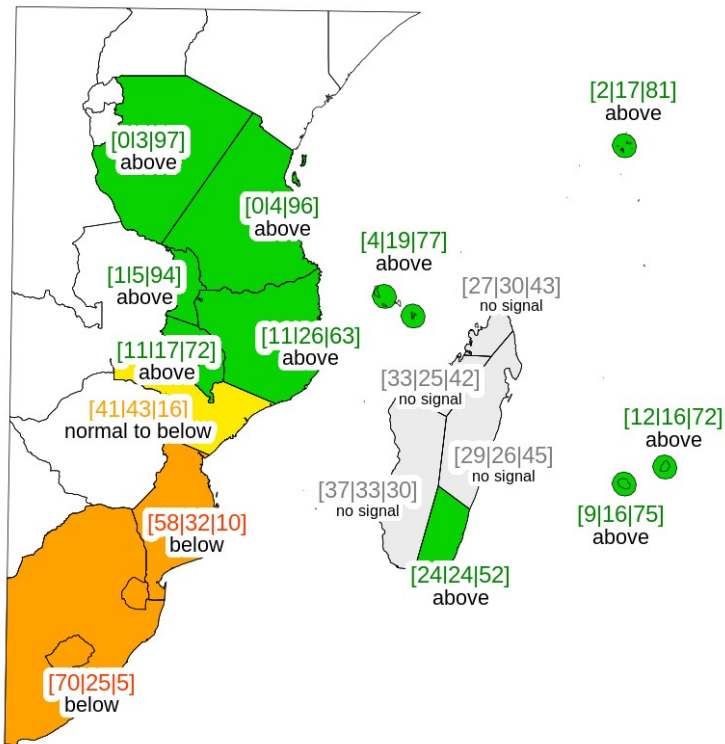 [2|17|81]
above
[0|3|97]
above
[0|4|96]
above
[4|19|77]
above
[1|5|94]
above
[27|30|43]
no signal
[11|26|63]
above
[11|17|72]
above
[33|25|42]
no signal
[41|43|16]
normal to below
[12|16|72]
above
[29|26|45]
no signal
[37|33|30]
no signal
[9|16|75]
above
[58|32|10]
below
[24|24|52]
above
[70|25|5]
below